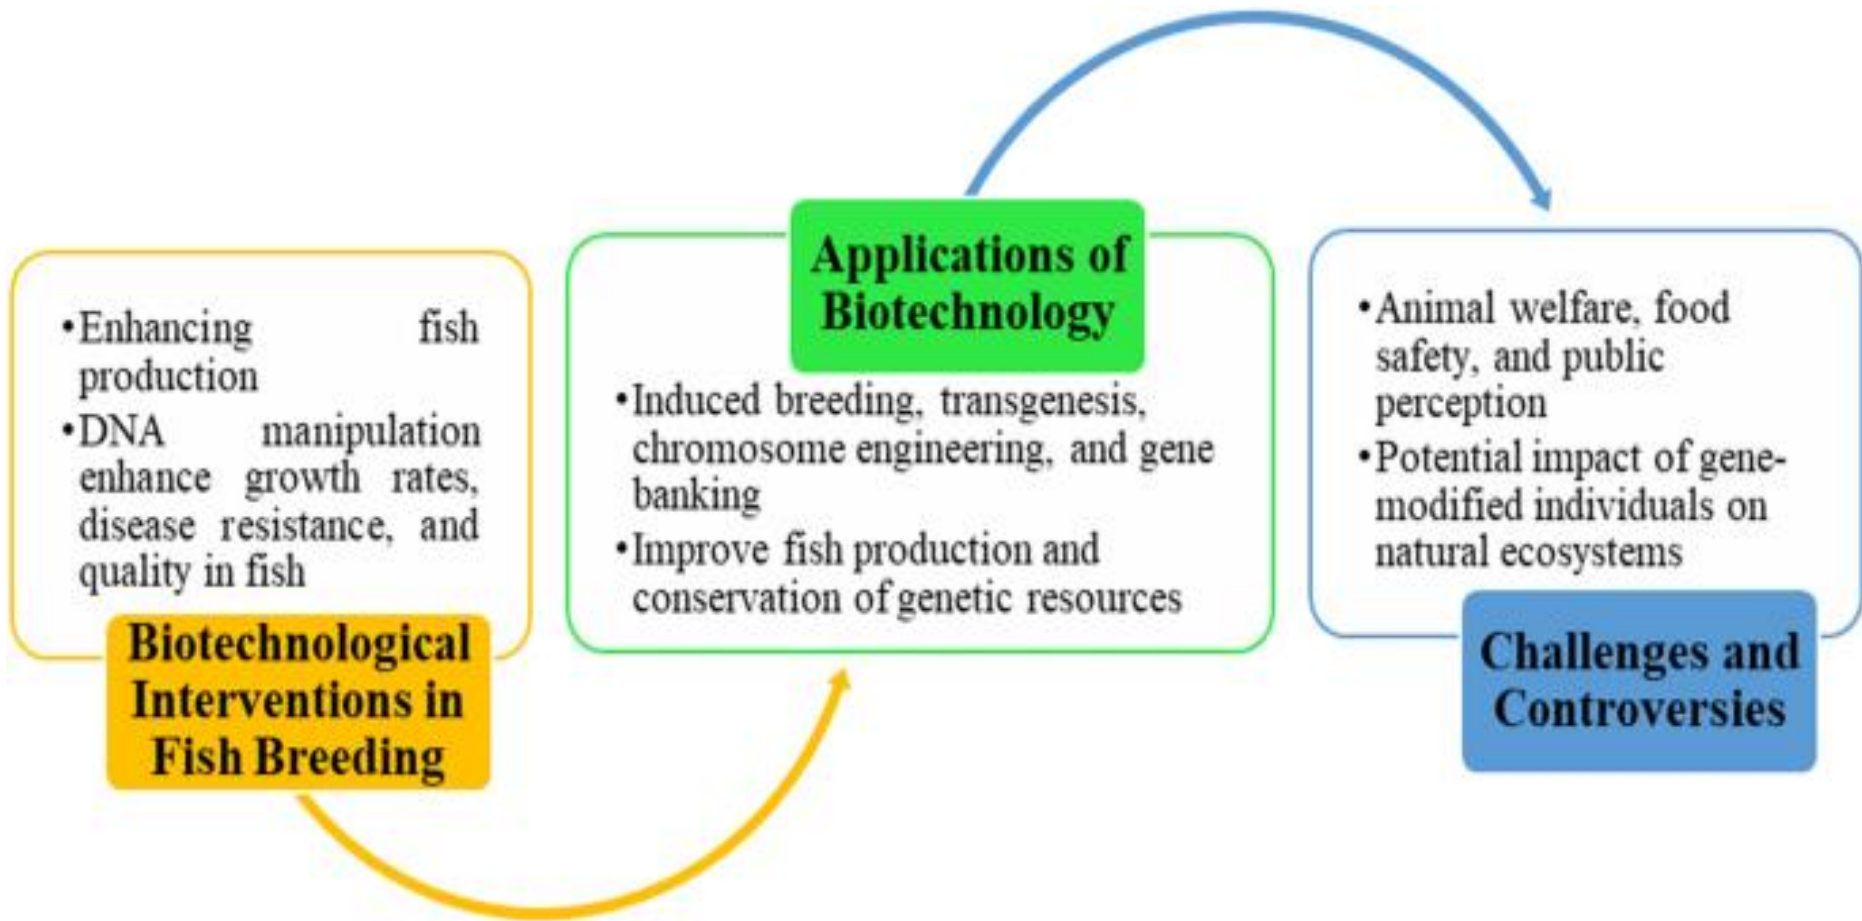 •Enhancing fish
production
•DNA manipulation
enhance growth rates,
disease resistance, and
quality in fish
Biotechnological
Interventions in
Fish Breeding
Applications of
Biotechnology
•Induced breeding, transgenesis,
chromosome engineering, and gene
banking
•Improve fish production and
conservation of genetic resources
•Animal welfare, food
safety, and public
perception
•Potential impact of gene-
modified individuals on
natural ecosystems
Challenges and
Controversies